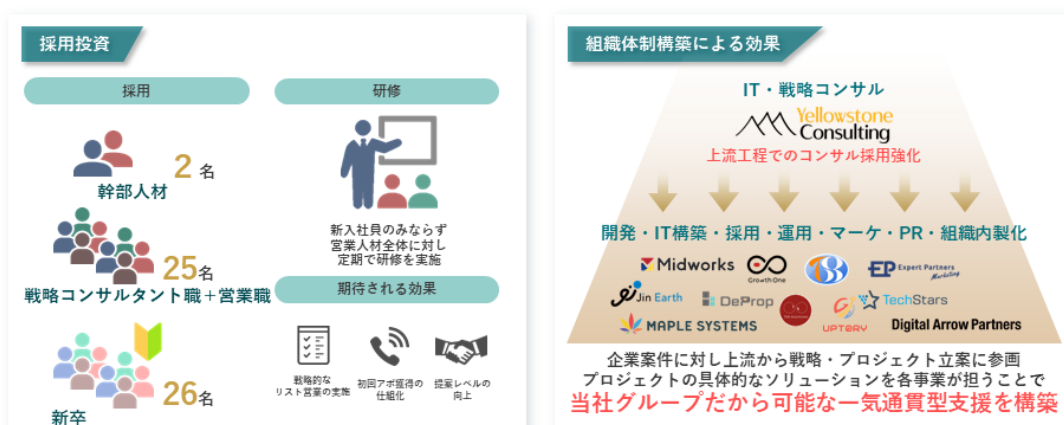 採用投資
採用
2名
幹部人材
25名
戦略コンサルタント職＋営業職
26名
新卒
研修
新入社員のみならず
営業人材全体に対し
定期で研修を実施
期待される効果
戦略的な
リスト営業の実施
初回アポ獲得の
仕組化
提案レベルの
向上
組織体制構築による効果
IT・戦略コンサル
Yellowstone
Consulting
上流工程でのコンサル採用強化
開発・IT構築・採用・運用・マーケ・PR・組織内製化
Midworks
Growth One
EP Expert Partners
Marketing
Jin Earth
DeProp
TechStars
MAPLE SYSTEMS
UPTORY
Digital Arrow Partners
企業案件に対し上流から戦略・プロジェクト立案に参画
プロジェクトの具体的なソリューションを各事業が担うことで
当社グループだから可能な一気通貫型支援を構築